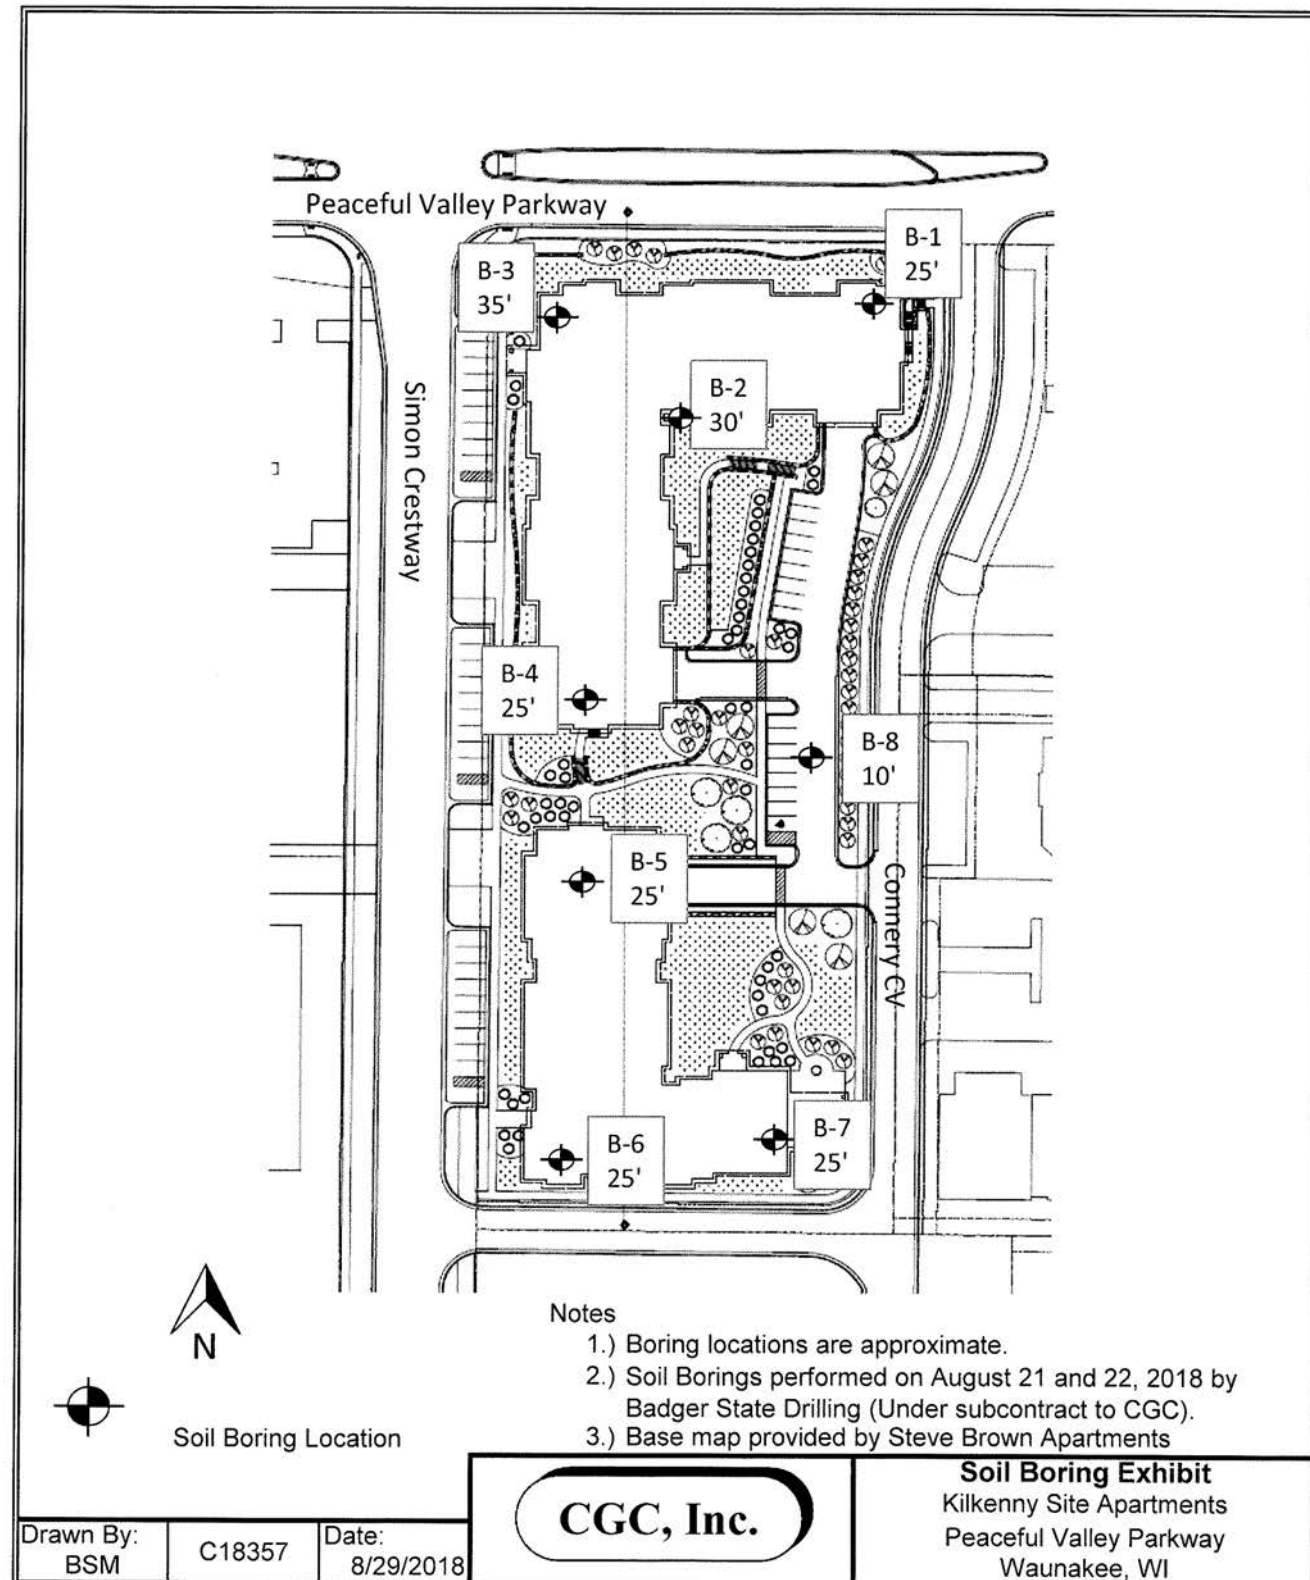 Peaceful Valley Parkway
B-1
25'
B-3
35'
B-2
30'
Simon Crestway
B-4
25'
B-8
10'
B-5
25'
Connery CV
B-6
25'
B-7
25'
N
Soil Boring Location
Notes
1.) Boring locations are approximate.
2.) Soil Borings performed on August 21 and 22, 2018 by
Badger State Drilling (Under subcontract to CGC).
3.) Base map provided by Steve Brown Apartments
Drawn By:
BSM
C18357
Date:
8/29/2018
CGC, Inc.
Soil Boring Exhibit
Kilkenny Site Apartments
Peaceful Valley Parkway
Waunakee, WI